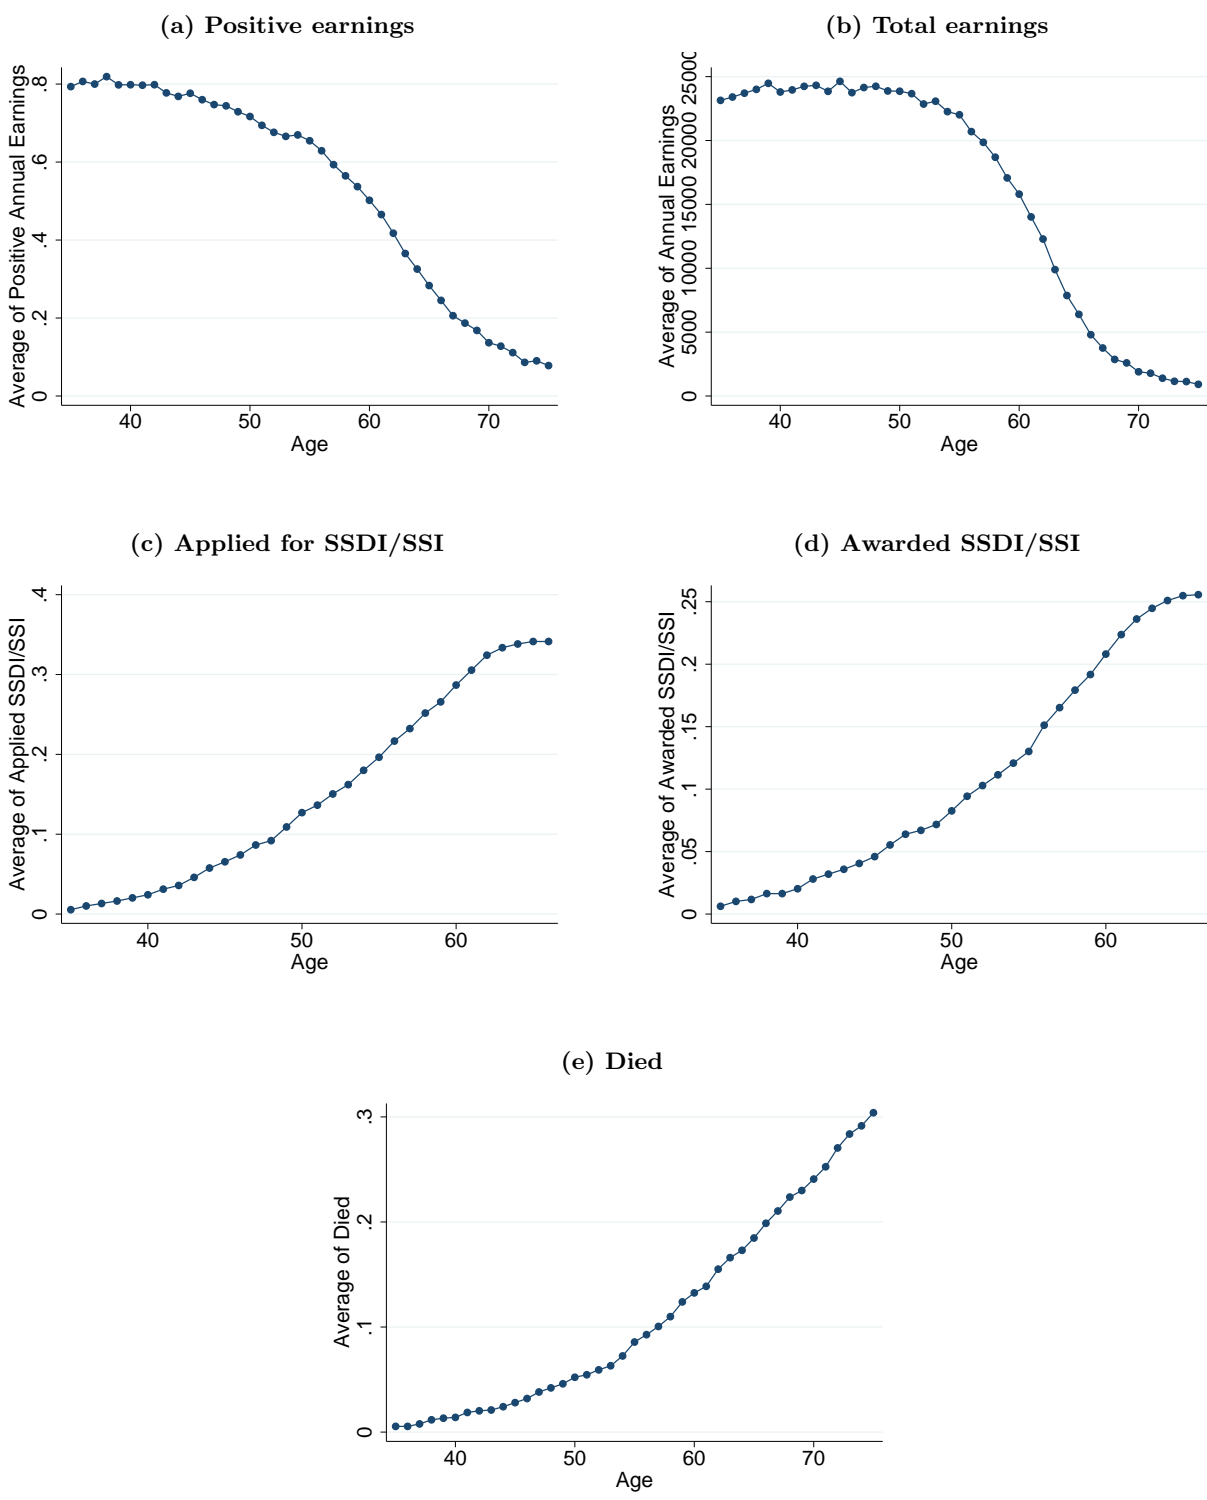 (a) Positive earnings
Average of Positive Annual Earnings
0 .2 .4 .6 .8
40 50 60 70
Age
(b) Total earnings
Average of Annual Earnings
0 5000 10000 15000 20000 25000
40 50 60 70
Age
(c) Applied for SSDI/SSI
Average of Applied SSDI/SSI
0 .1 .2 .3 .4
40 50 60
Age
(d) Awarded SSDI/SSI
Average of Awarded SSDI/SSI
0 .05 .1 .15 .2 .25
40 50 60
Age
(e) Died
Average of Died
0 .1 .2 .3
40 50 60 70
Age